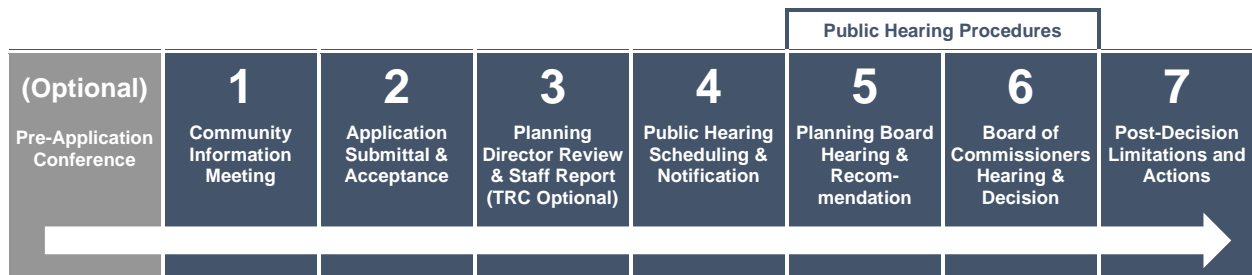 Public Hearing Procedures
(Optional)
Pre-Application
Conference
1
Community
Information
Meeting
2
Application
Submittal &
Acceptance
3
Planning
Director Review
& Staff Report
(TRC Optional)
4
Public Hearing
Scheduling &
Notification
5
Planning Board
Hearing &
Recom-
mendation
6
Board of
Commissioners
Hearing &
Decision
7
Post-Decision
Limitations and
Actions